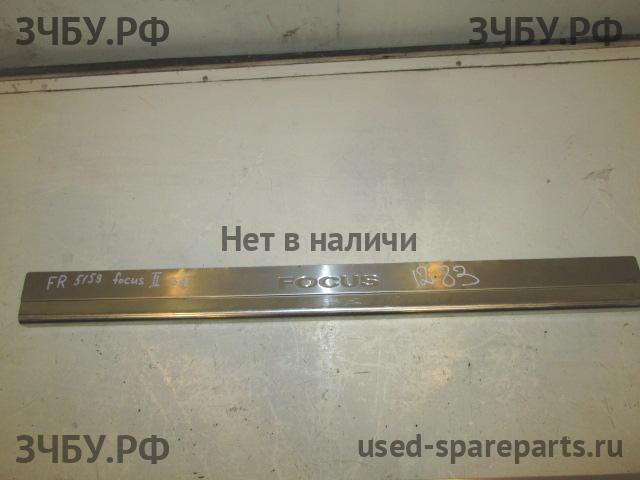 ЗЧБУ.РФ ЗЧБУ.РФ
Нет в наличи
FR 5159 focus II FOCUS 1283
ЗЧБУ.РФ used-spareparts.ru